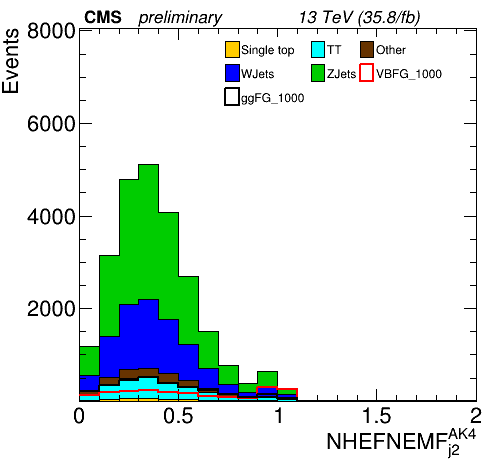 CMS preliminary 13 TeV (35.8/fb)
Events
8000
6000
4000
2000
Single top TT Other
WJets ZJets VBFG_1000
ggFG_1000
0 0.5 1 1.5 2
NHEFNEMF^{AK4}_{j2}